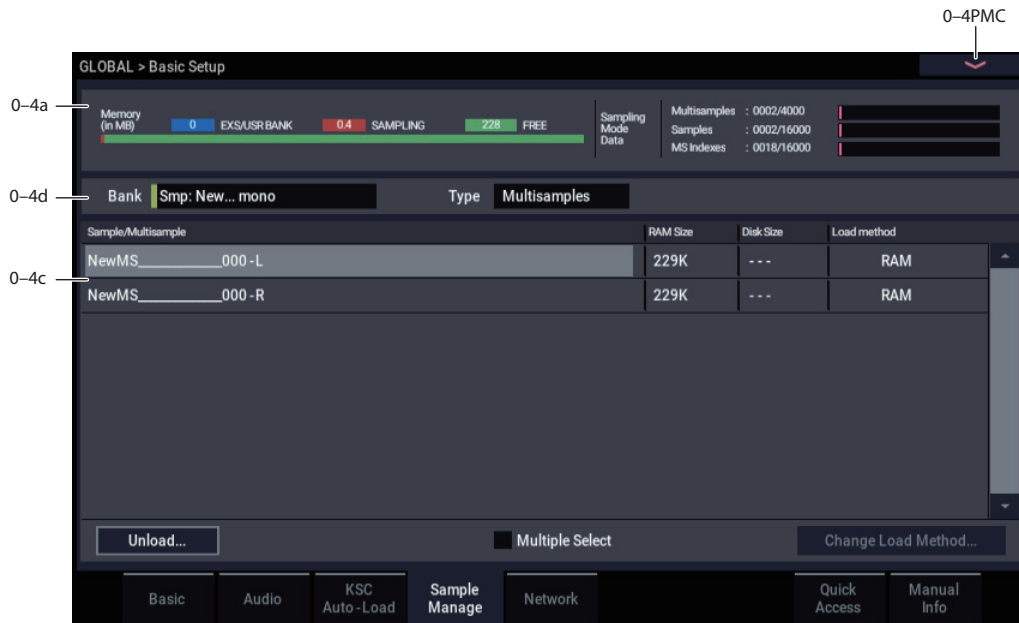 0–4PMC
GLOBAL > Basic Setup
0–4a
Memory (in MB)
0 EXS/USR BANK 0.4 SAMPLING 228 FREE
Sampling Mode Data
Multisamples : 0002/4000
Samples : 0002/16000
MS Indexes : 0018/16000
0–4d
Bank Smp: New... mono Type Multisamples
Sample/Multisample RAM Size Disk Size Load method
NewMS__________000-L 229K --- RAM
0–4c
NewMS__________000-R 229K --- RAM
Unload... Multiple Select Change Load Method...
Basic Audio KSC Auto-Load Sample Manage Network Quick Access Manual Info